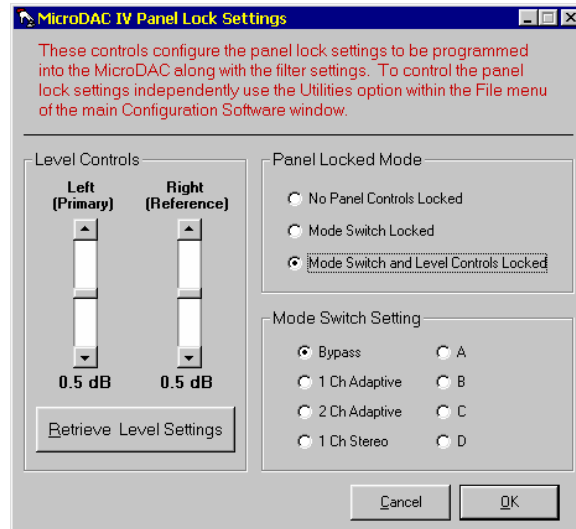 MicroDAC IV Panel Lock Settings
These controls configure the panel lock settings to be programmed
into the MicroDAC along with the filter settings. To control the panel
lock settings independently use the Utilities option within the File menu
of the main Configuration Software window.
Level Controls
Left
(Primary)
Right
(Reference)
0.5 dB
0.5 dB
Retrieve Level Settings
Panel Locked Mode
No Panel Controls Locked
Mode Switch Locked
Mode Switch and Level Controls Locked
Mode Switch Setting
Bypass
A
1 Ch Adaptive
B
2 Ch Adaptive
C
1 Ch Stereo
D
Cancel
OK